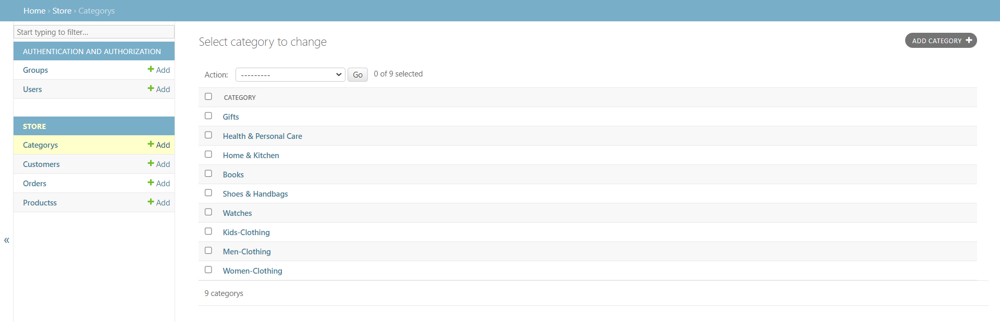 Home › Store › Categorys
Start typing to filter...
AUTHENTICATION AND AUTHORIZATION
Groups + Add
Users + Add
STORE
Categorys + Add
Customers + Add
Orders + Add
Productss + Add
«
Select category to change
ADD CATEGORY +
Action: --------- Go 0 of 9 selected
CATEGORY
Gifts
Health & Personal Care
Home & Kitchen
Books
Shoes & Handbags
Watches
Kids-Clothing
Men-Clothing
Women-Clothing
9 categorys